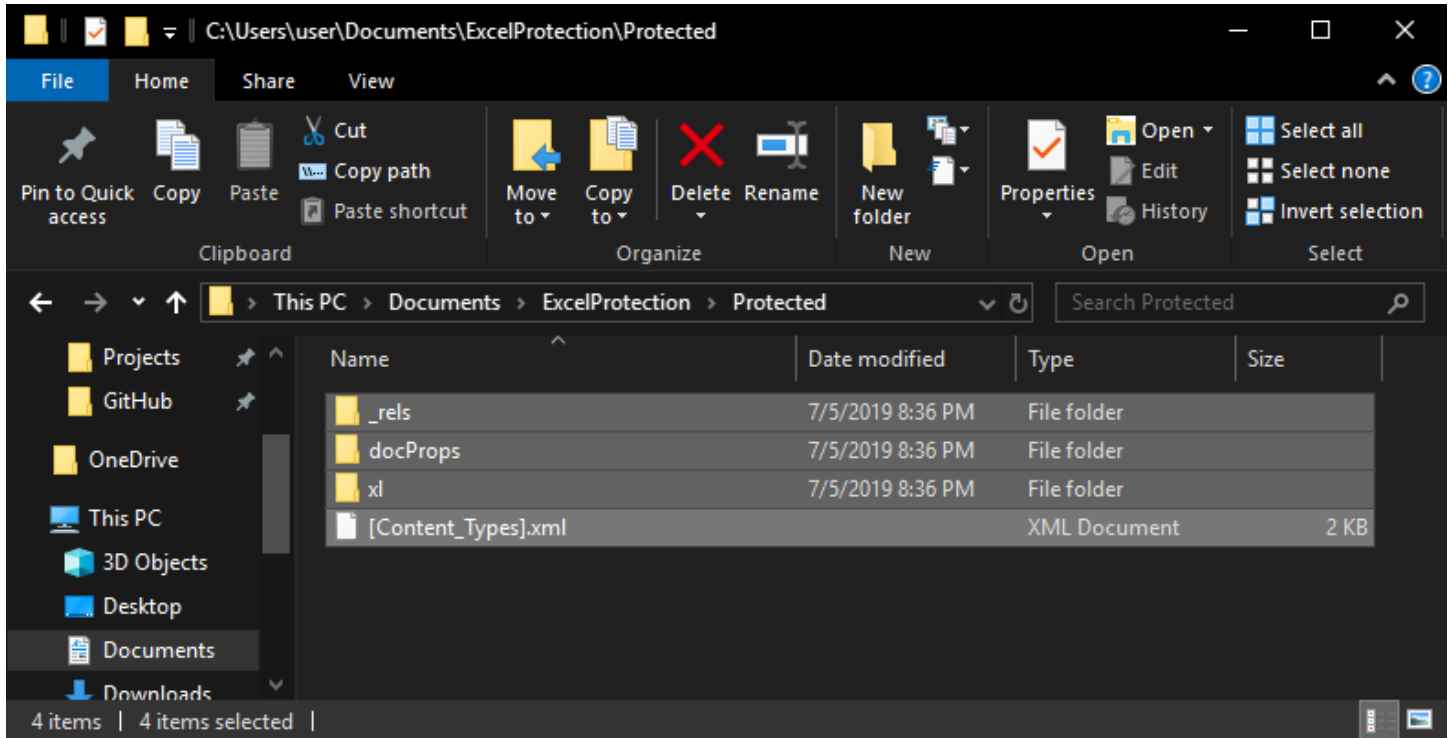 C:\Users\user\Documents\ExcelProtection\Protected
File Home Share View
Pin to Quick access
Copy
Paste
Cut
W... Copy path
Paste shortcut
Clipboard
Move to
Copy to
Delete
Rename
Organize
New folder
New
Properties
Open
Edit
History
Open
Select all
Select none
Invert selection
Select
This PC > Documents > ExcelProtection > Protected
Search Protected
Projects
GitHub
OneDrive
This PC
3D Objects
Desktop
Documents
Downloads
Name Date modified Type Size
_rels 7/5/2019 8:36 PM File folder
docProps 7/5/2019 8:36 PM File folder
xl 7/5/2019 8:36 PM File folder
[Content_Types].xml XML Document 2 KB
4 items | 4 items selected |